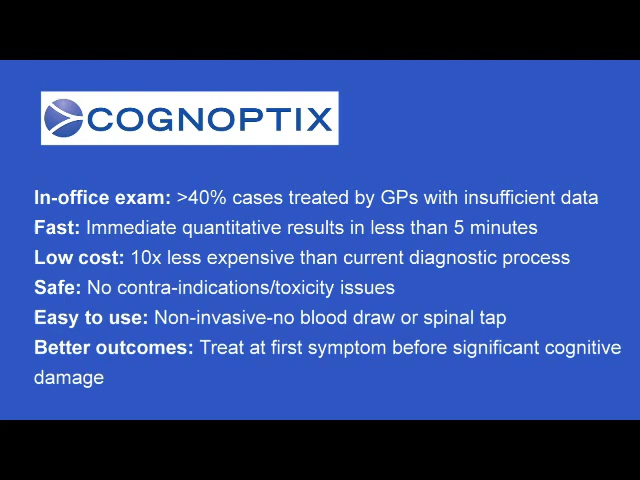 COGNOPTIX
In-office exam: >40% cases treated by GPs with insufficient data
Fast: Immediate quantitative results in less than 5 minutes
Low cost: 10x less expensive than current diagnostic process
Safe: No contra-indications/toxicity issues
Easy to use: Non-invasive-no blood draw or spinal tap
Better outcomes: Treat at first symptom before significant cognitive
damage